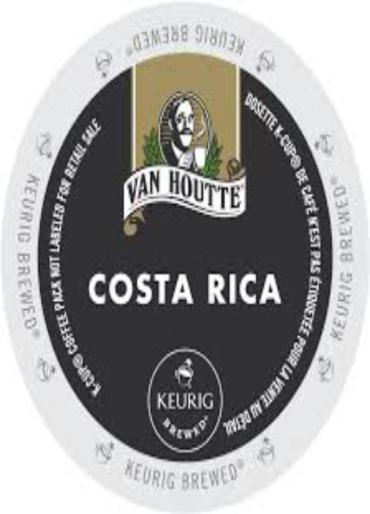 VAN HOUTTE
COSTA RICA
KEURIG
BREWED®
K-CUP® COFFEE PACK NOT LABELED FOR RETAIL SALE
DOSETTE K-CUP® DE CAFÉ N'EST PAS ÉTIQUETÉE POUR LA VENTE AU DÉTAIL
KEURIG BREWED®
KEURIG BREWED®
KEURIG BREWED®
KEURIG BREWED®